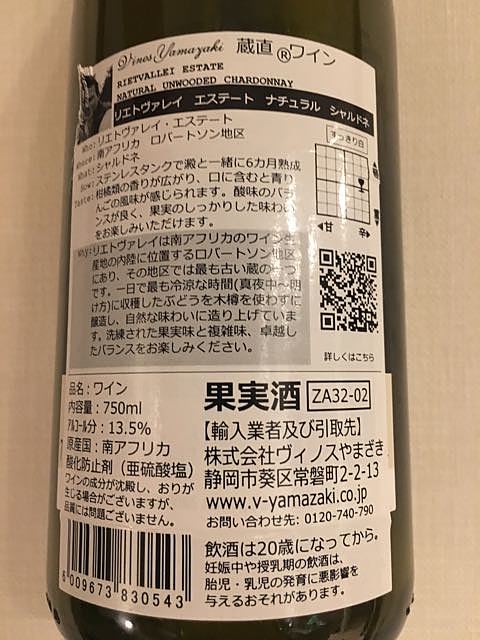 Vinos Yamazaki 蔵直®ワイン
RIETVALLEI ESTATE
NATURAL UNWOODED CHARDONNAY
リエトヴァレイ エステート ナチュラル シャルドネ
Who:リエトヴァレイ・エステート
Where:南アフリカ ロバートソン地区
What:シャルドネ
How:ステンレスタンクで澱と一緒に6カ月熟成
Taste:柑橘類の香りが広がり、口に含むと青り
んごの風味が感じられます。酸味のバラ
ンスが良く、果実のしっかりした味わい
をお楽しみいただけます。
すっきり白
甘 辛
Why:リエトヴァレイは南アフリカのワイン生
産地の内陸に位置するロバートソン地区
にあり、その地区では最も古い蔵の一つ
です。一日で最も冷涼な時間(真夜中～明
け方)に収穫したぶどうを木樽を使わずに
醸造し、自然な味わいに造り上げていま
す。洗練された果実味と複雑味、卓越し
たバランスをお楽しみください。
詳しくはこちら
品名：ワイン
内容量：750ml
アルコール分：13.5%
原産国：南アフリカ
酸化防止剤（亜硫酸塩）
ワインの成分が沈殿し、おりが
生じる場合がございますが、
品質には問題ございません。
6 009673 830543
果実酒 ZA32-02
【輸入業者及び引取先】
株式会社ヴィノスやまざき
静岡市葵区常磐町2-2-13
www.v-yamazaki.co.jp
お問い合わせ先: 0120-740-790
飲酒は20歳になってから。
妊娠中や授乳期の飲酒は、
胎児・乳児の発育に悪影響を
与えるおそれがあります。